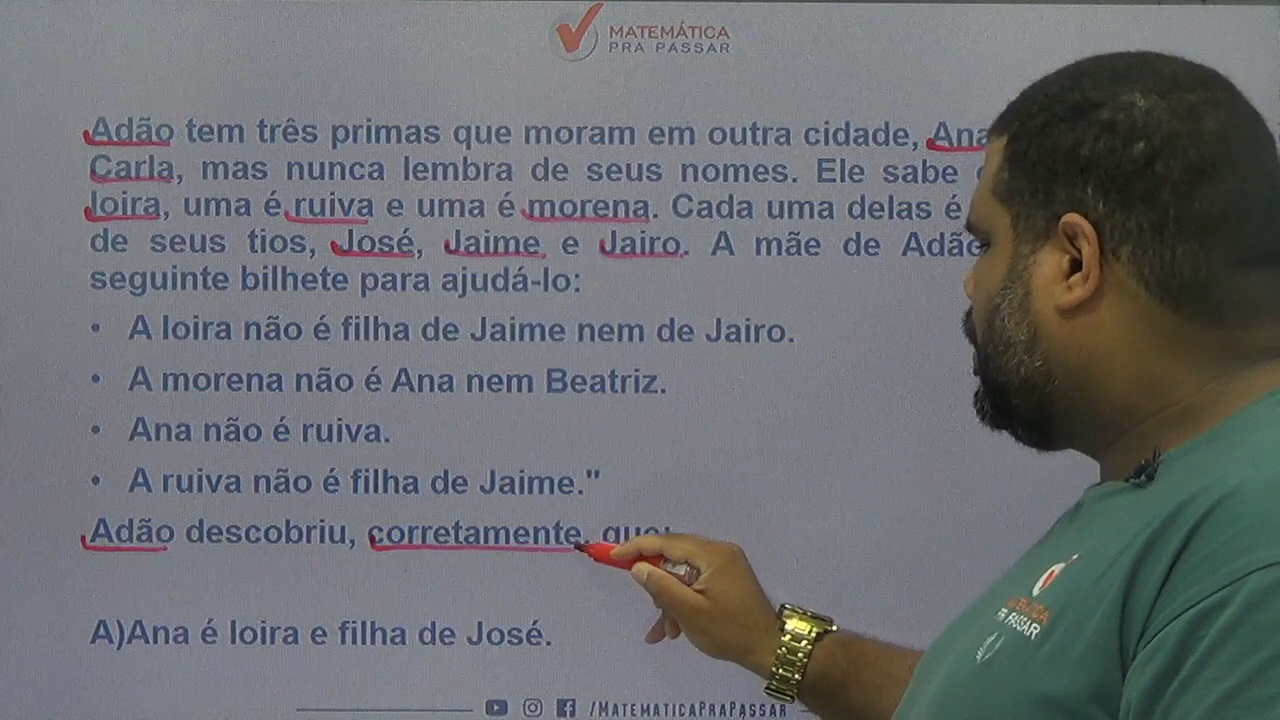 MATEMÁTICA
PRA PASSAR
Adão tem três primas que moram em outra cidade, Ana
Carla, mas nunca lembra de seus nomes. Ele sabe
loira, uma é ruiva e uma é morena. Cada uma delas é
de seus tios, José, Jaime e Jairo. A mãe de Adão
seguinte bilhete para ajudá-lo:
• A loira não é filha de Jaime nem de Jairo.
• A morena não é Ana nem Beatriz.
• Ana não é ruiva.
• A ruiva não é filha de Jaime."
Adão descobriu, corretamente, que:
A)Ana é loira e filha de José.
MATEMÁTICA
PRA PASSAR
/MATEMATICAPRAPASSAR